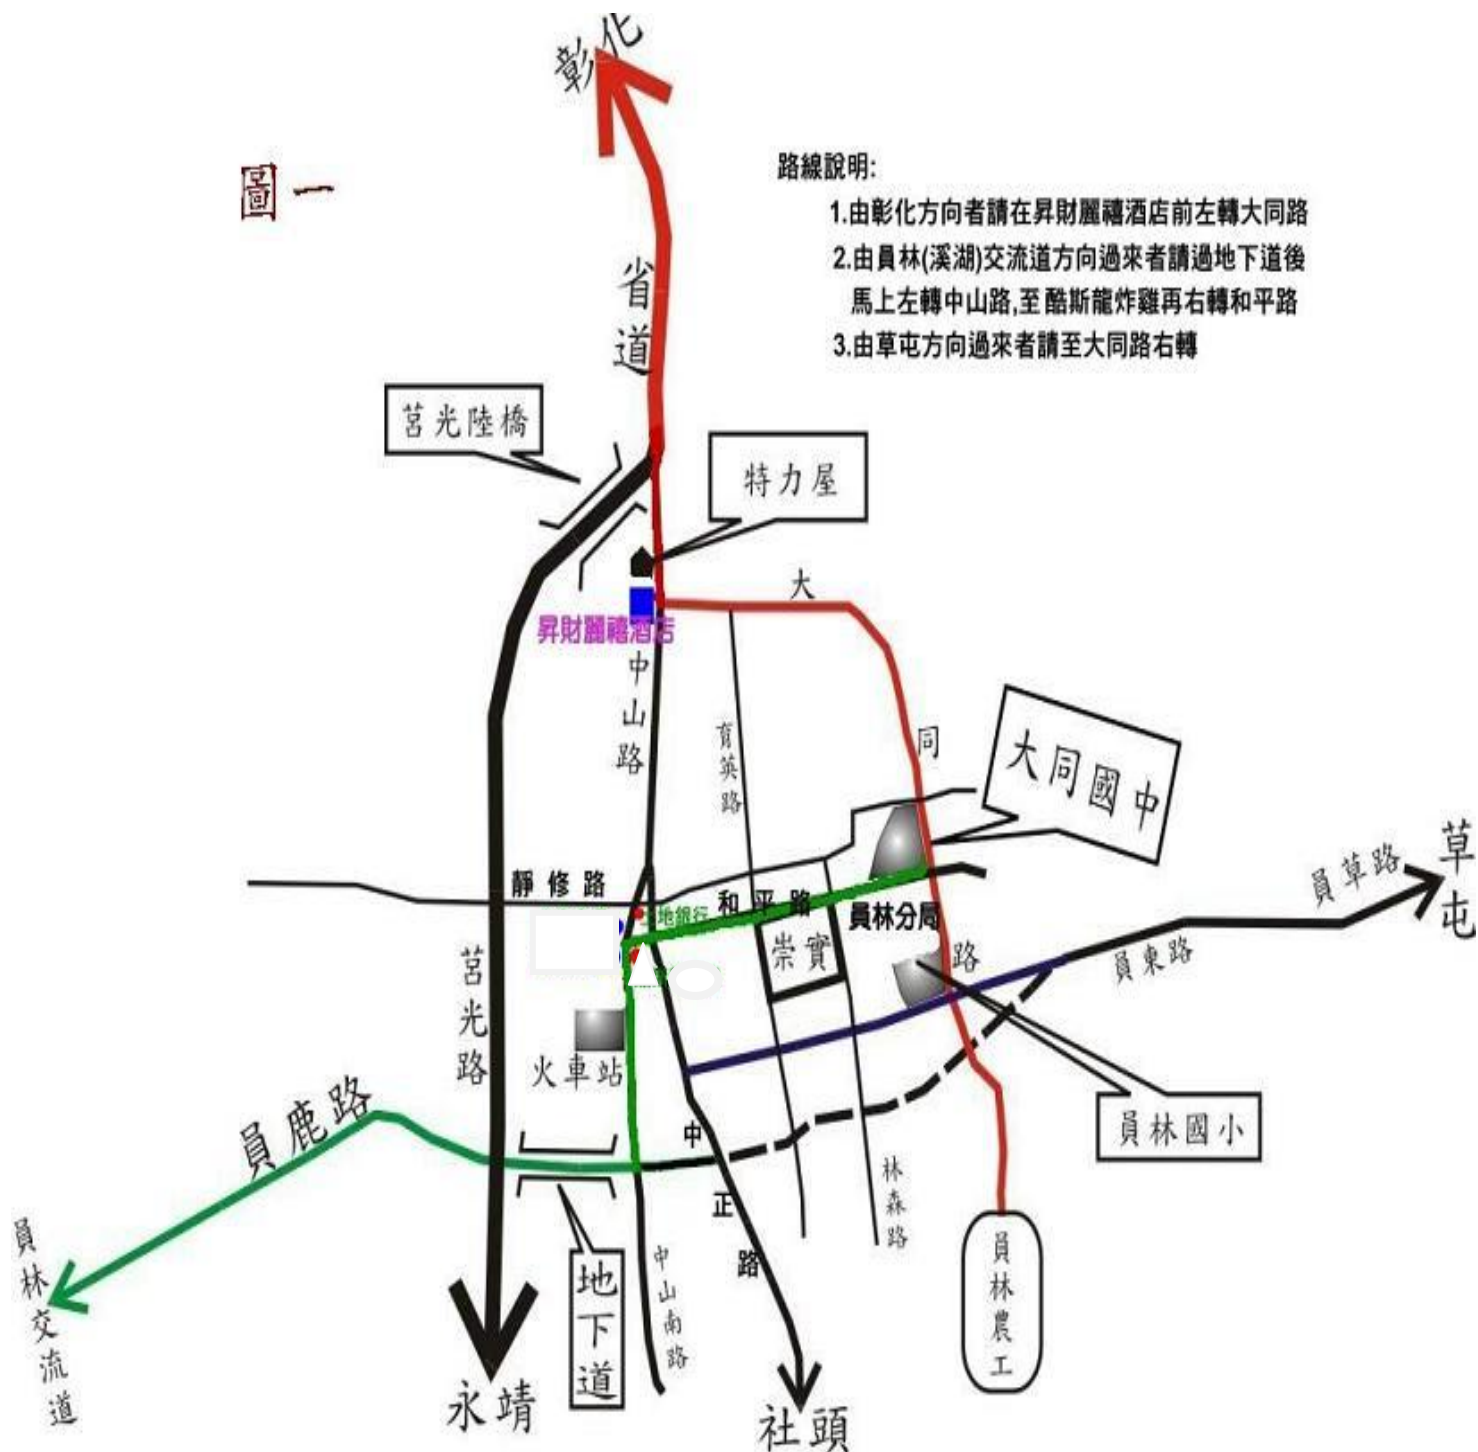 彰化
圖一
路線說明:
1.由彰化方向者請在昇財麗禧酒店前左轉大同路
2.由員林(溪湖)交流道方向過來者請過地下道後
馬上左轉中山路,至酷斯龍炸雞再右轉和平路
3.由草屯方向過來者請至大同路右轉
省道
莒光陸橋
特力屋
大同路
昇財麗禧酒店
中山路
育英路
大同國中
草屯
員草路
靜修路
和平路
地銀行
員林分局
崇實
員東路
莒光路
火車站
員鹿路
員林國小
中正路
林森路
員林交流道
地下道
中山南路
員林農工
永靖
社頭